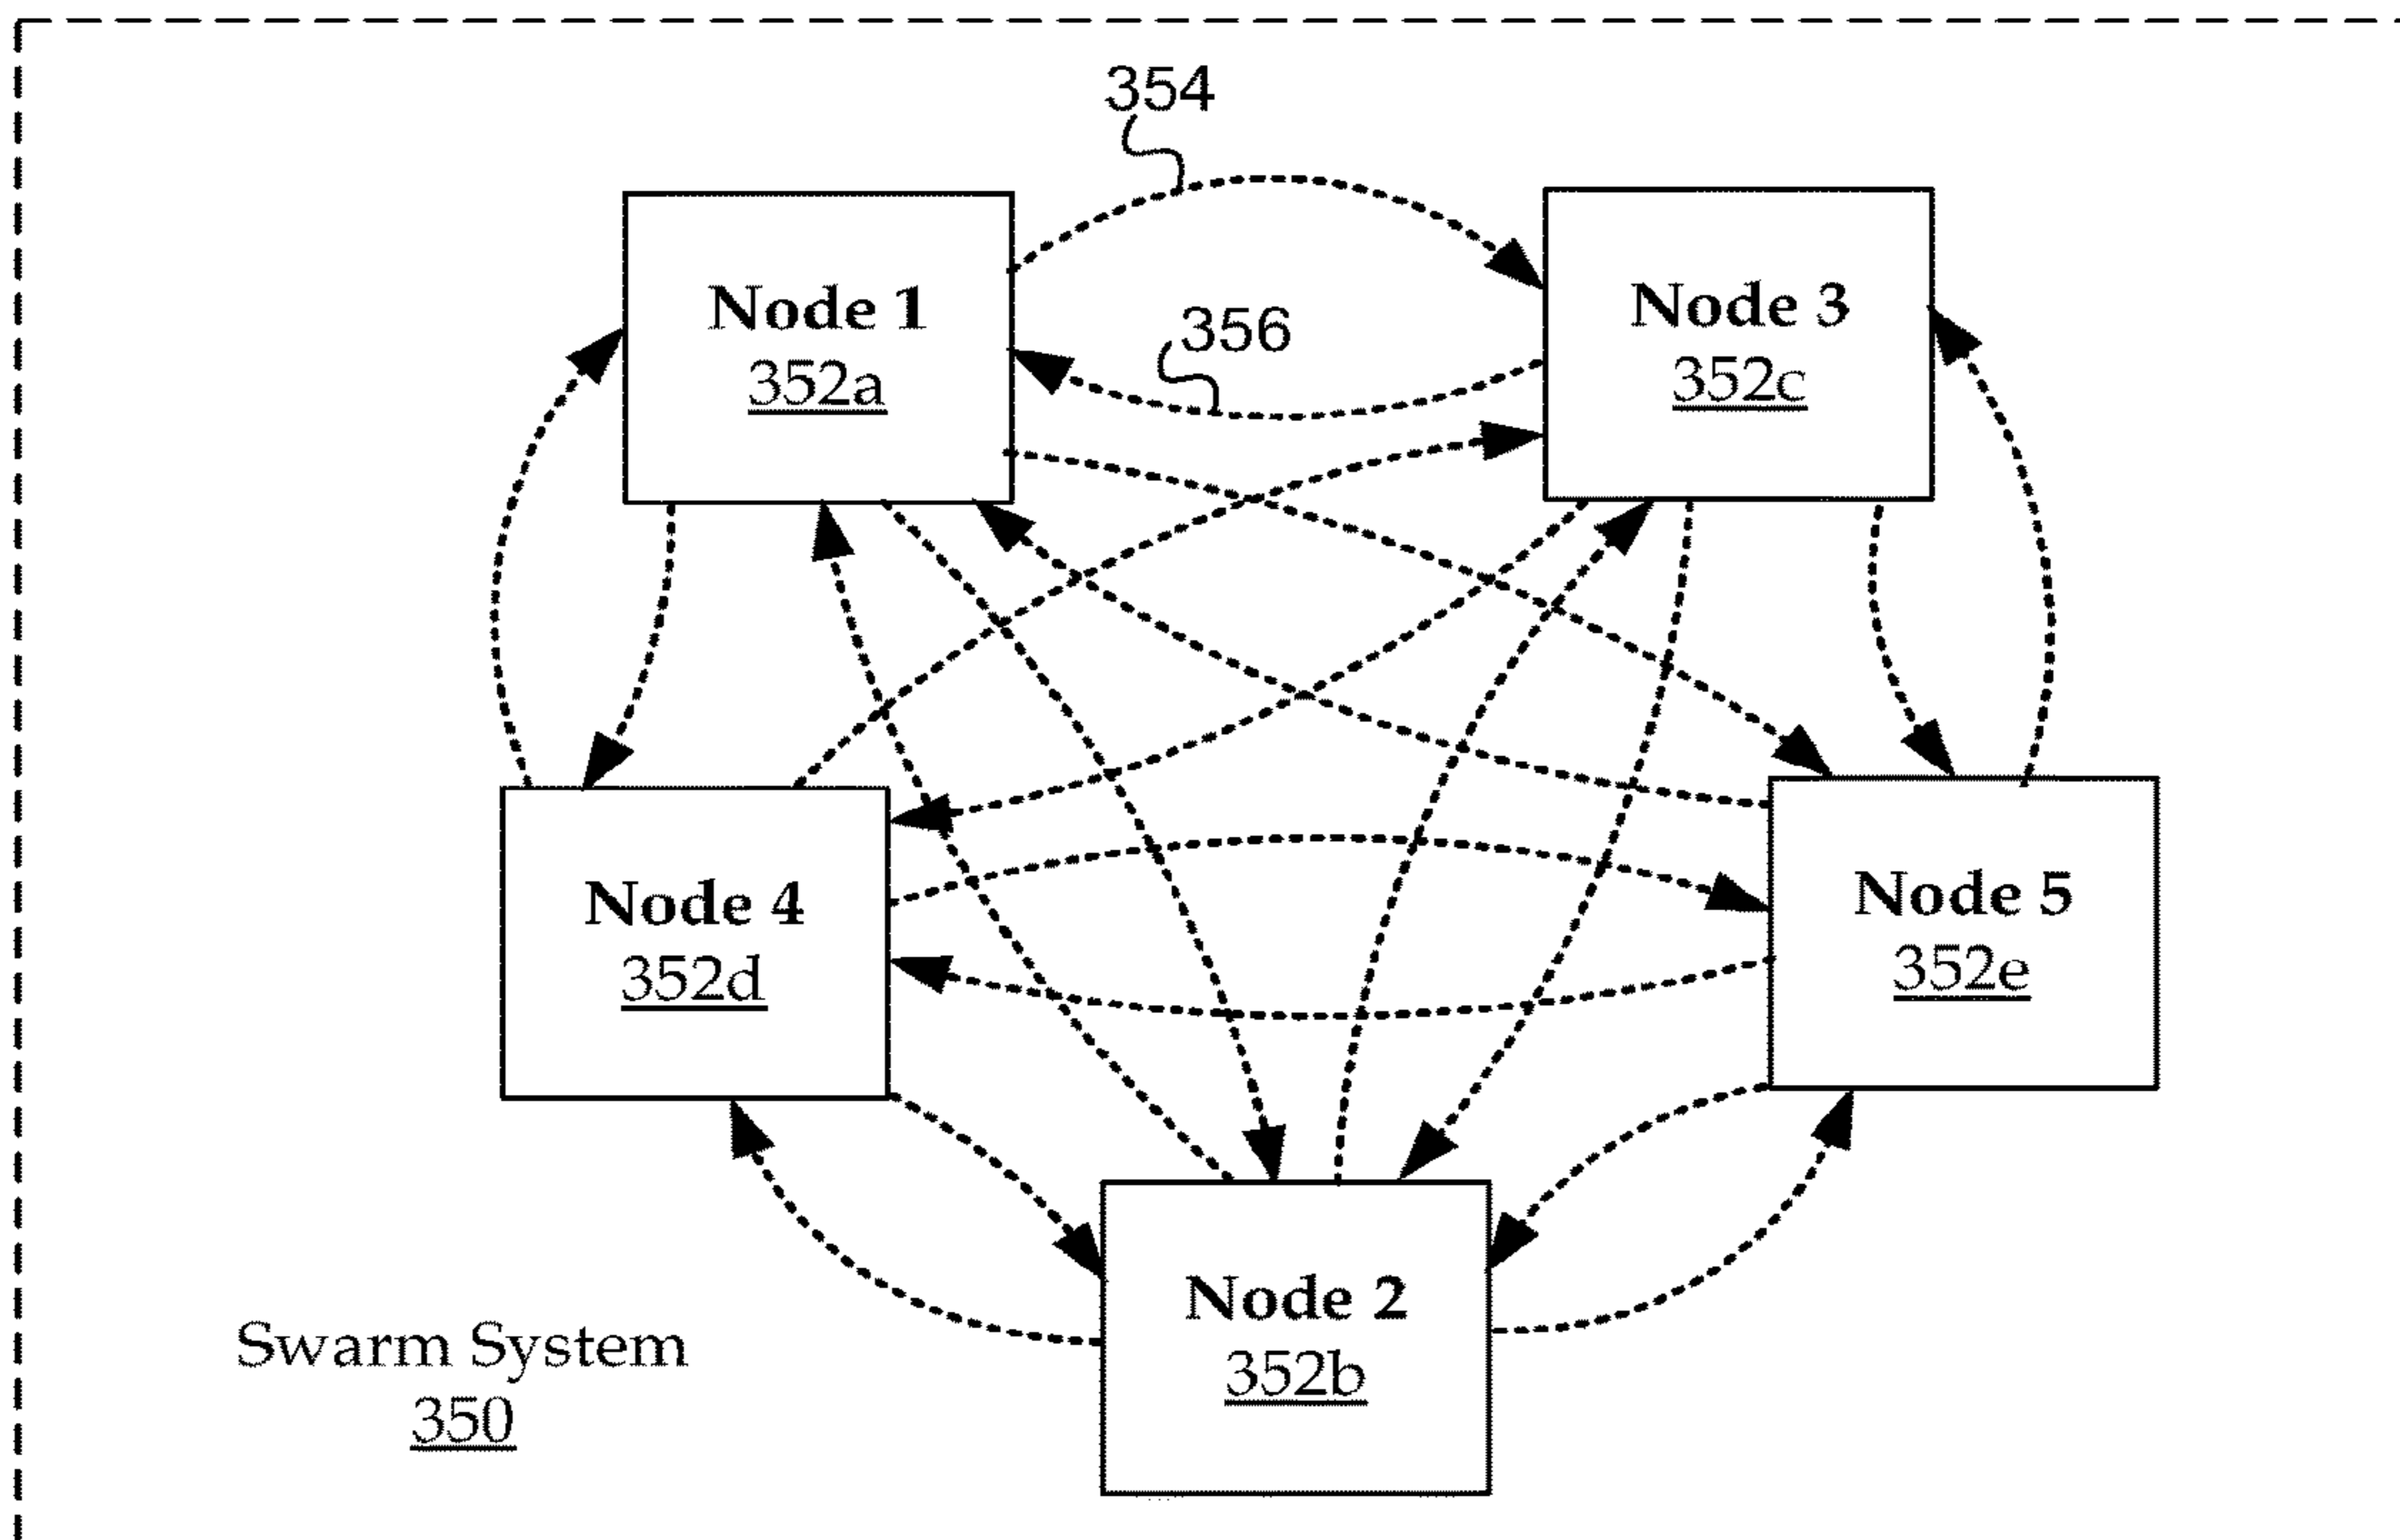 354
Node 1
352a
356
Node 3
352c
Node 4
352d
Node 5
352e
Node 2
352b
Swarm System
350